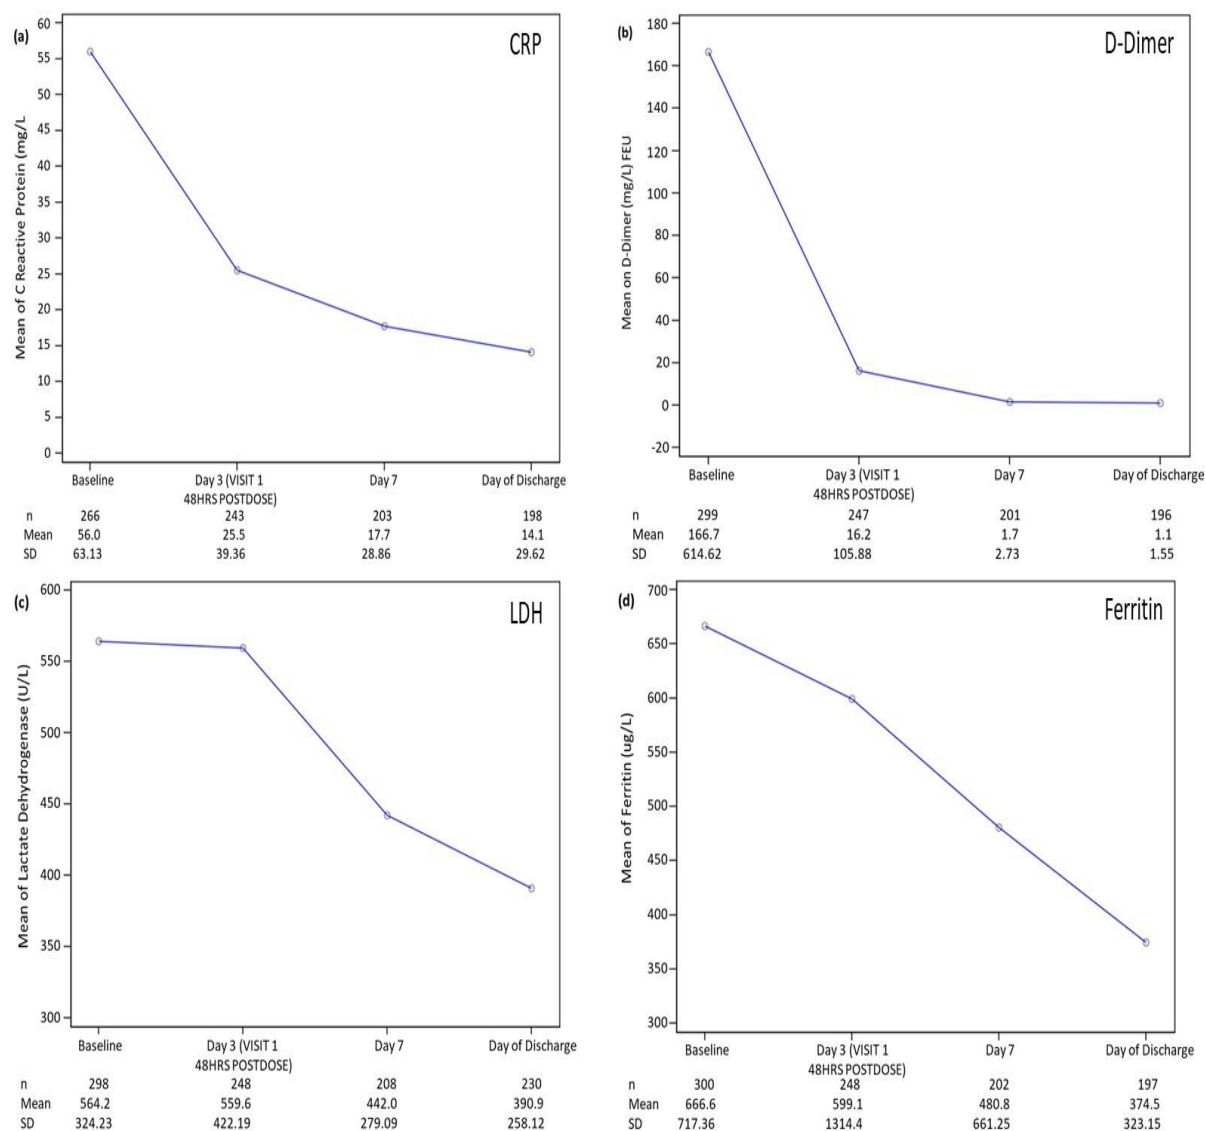 (a)
CRP
Mean of C Reactive Protein (mg/L
60
55
50
45
40
35
30
25
20
15
10
5
0
Baseline
Day 3 (VISIT 1
48HRS POSTDOSE)
Day 7
Day of Discharge
n 266 243 203 198
Mean 56.0 25.5 17.7 14.1
SD 63.13 39.36 28.86 29.62
(b)
D-Dimer
Mean on D-Dimer (mg/L) FEU
180
160
140
120
100
80
60
40
20
0
-20
Baseline
Day 3 (VISIT 1
48HRS POSTDOSE)
Day 7
Day of Discharge
n 299 247 201 196
Mean 166.7 16.2 1.7 1.1
SD 614.62 105.88 2.73 1.55
(c)
LDH
Mean of Lactate Dehydrogenase (U/L)
600
550
500
450
400
350
300
Baseline
Day 3 (VISIT 1
48HRS POSTDOSE)
Day 7
Day of Discharge
n 298 248 208 230
Mean 564.2 559.6 442.0 390.9
SD 324.23 422.19 279.09 258.12
(d)
Ferritin
Mean of Ferritin (ug/L)
700
650
600
550
500
450
400
350
300
Baseline
Day 3 (VISIT 1
48HRS POSTDOSE)
Day 7
Day of Discharge
n 300 248 202 197
Mean 666.6 599.1 480.8 374.5
SD 717.36 1314.4 661.25 323.15